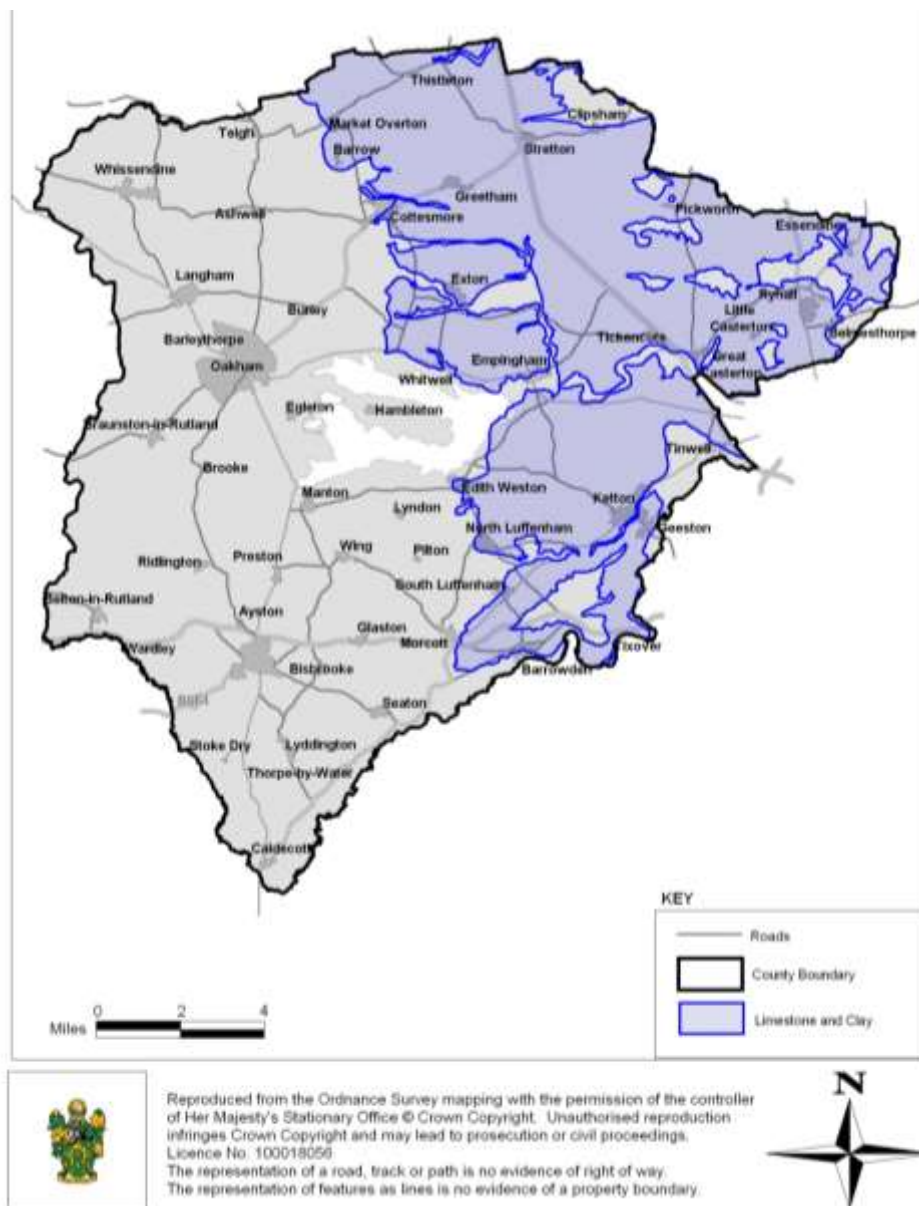 Thistleton
Clipsham
Market Overton
Teigh
Barrow
Stretton
Whissendine
Greetham
Pickworth
Ashwell
Cottesmore
Essendine
Langham
Exton
Burley
Ryhall
Little
Casterton
Barleythorpe
Tickencote
Belmesthorpe
Oakham
Empingham
Great
Casterton
Whitwell
Egleton
Hambleton
Braunston-in-Rutland
Tinwell
Brooke
Edith Weston
Manton
Ketton
Lyndon
North Luffenham
Geeston
Preston
Wing
Pilton
Ridlington
South Luffenham
Belton-in-Rutland
Ayston
Glaston
Morcott
Wardley
Tixover
Bisbrooke
Barrowden
Seaton
Stoke Dry
Lyddington
Thorpe-by-Water
Caldecott
KEY
Roads
County Boundary
Limestone and Clay
0 2 4
Miles
N
Reproduced from the Ordnance Survey mapping with the permission of the controller
of Her Majesty's Stationary Office © Crown Copyright. Unauthorised reproduction
infringes Crown Copyright and may lead to prosecution or civil proceedings.
Licence No. 100018056
The representation of a road, track or path is no evidence of right of way.
The representation of features as lines is no evidence of a property boundary.